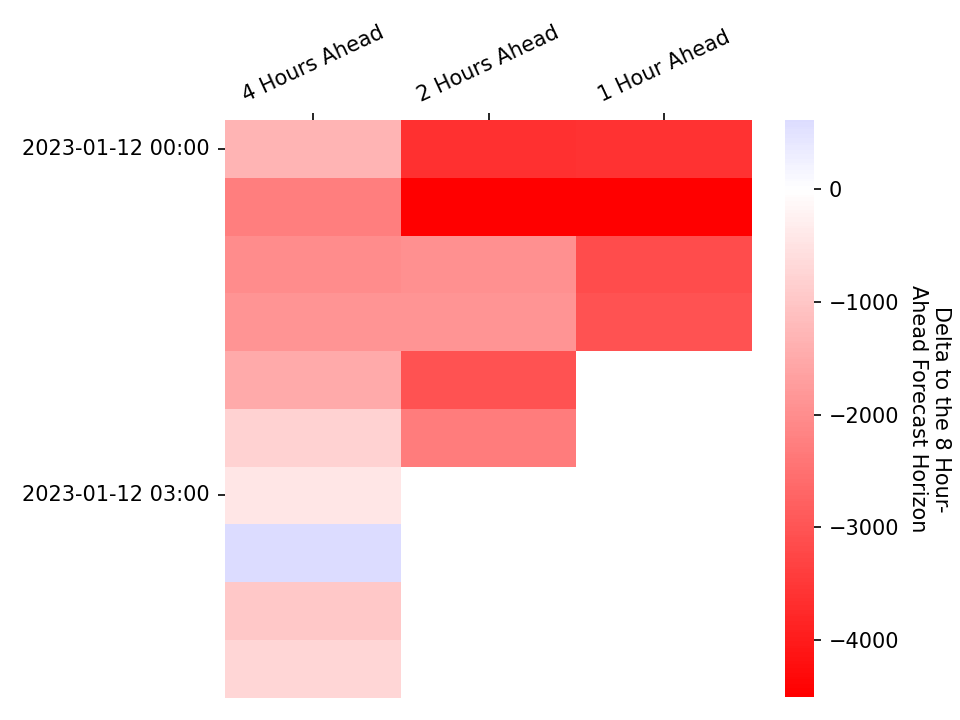 4 Hours Ahead
2 Hours Ahead
1 Hour Ahead
2023-01-12 00:00
2023-01-12 03:00
0
−1000
−2000
−3000
−4000
Delta to the 8 Hour-
Ahead Forecast Horizon